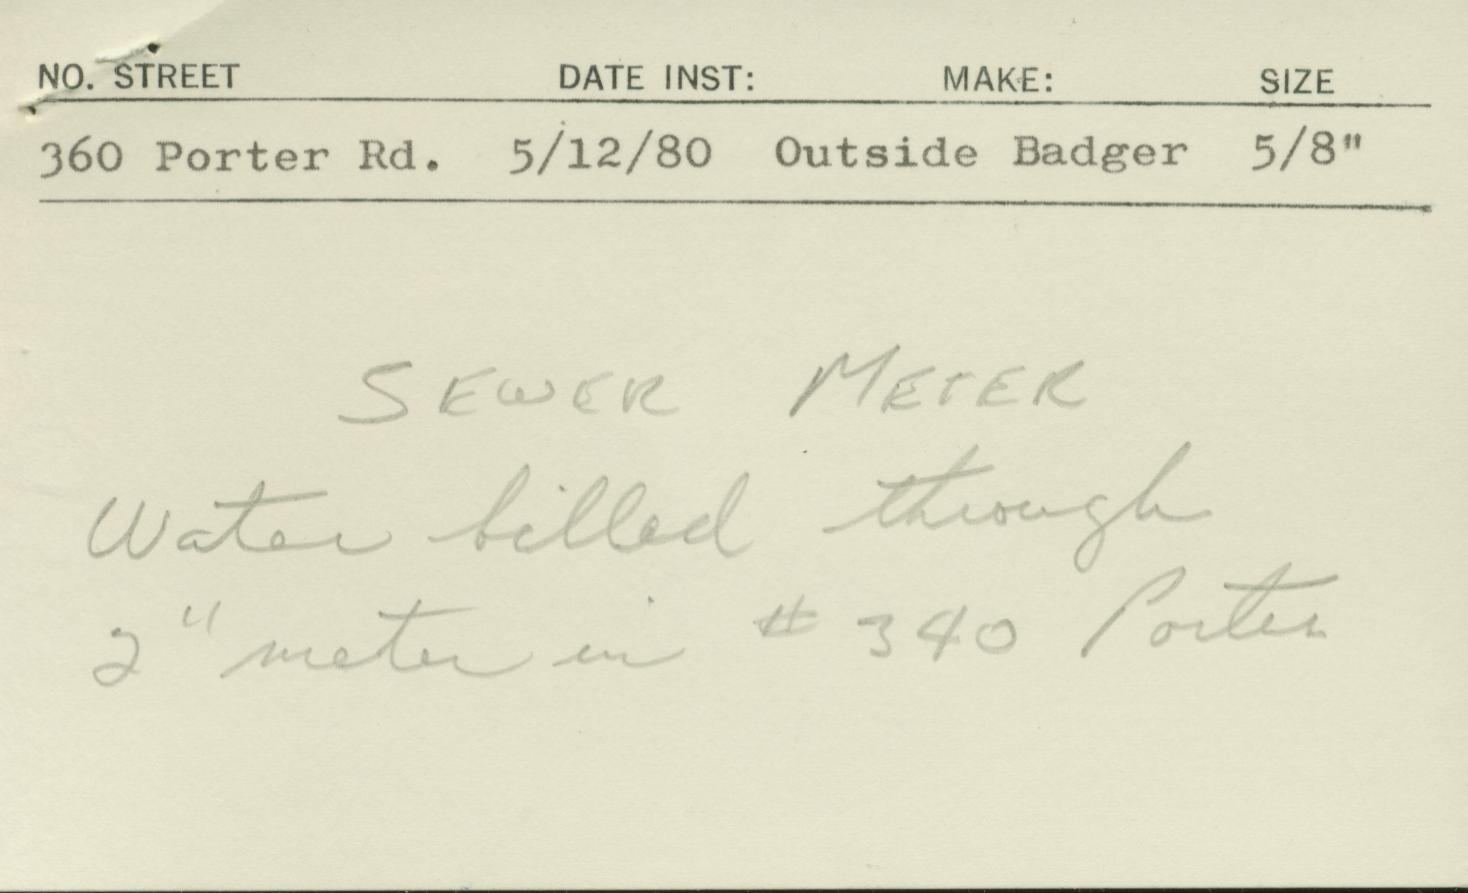 NO. STREET DATE INST: MAKE: SIZE
360 Porter Rd. 5/12/80 Outside Badger 5/8"
SEWER METER
Water billed through
2" meter in # 340 Porter